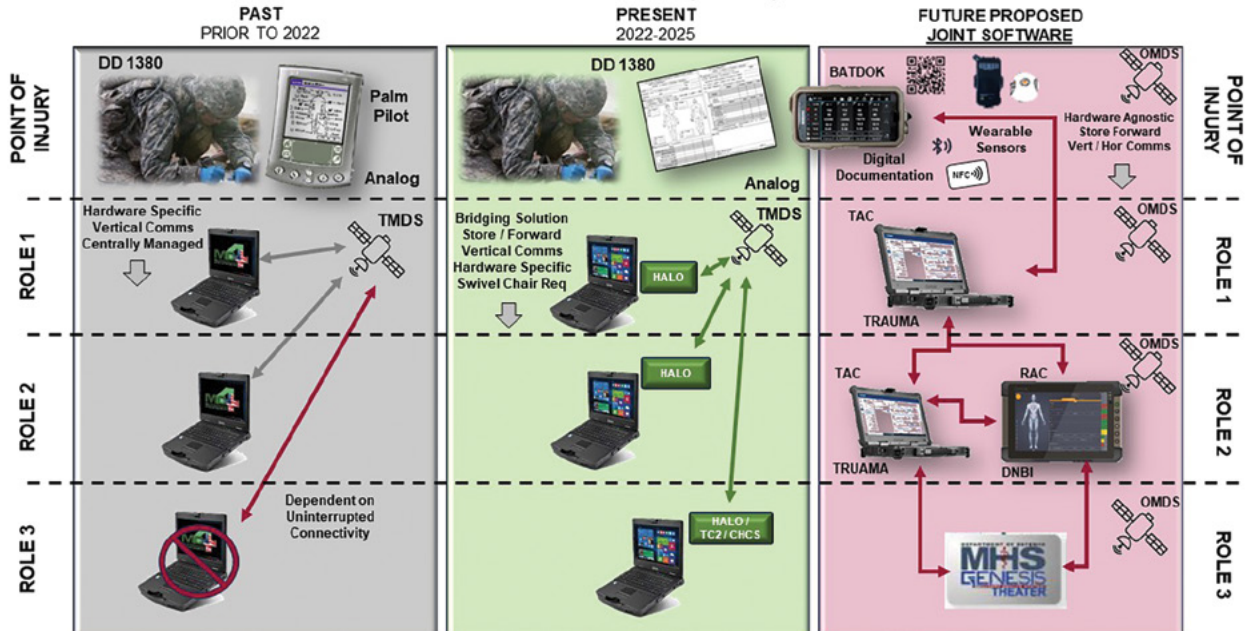 PAST
PRIOR TO 2022
PRESENT
2022-2025
FUTURE PROPOSED
JOINT SOFTWARE
POINT OF
INJURY
DD 1380
Palm
Pilot
Analog
DD 1380
Analog
BATDOK
OMDS
Hardware Agnostic
Store Forward
Vert / Hor Comms
Wearable
Sensors
Digital
Documentation
NFC
POINT OF
INJURY
ROLE 1
Hardware Specific
Vertical Comms
Centrally Managed
TMDS
Bridging Solution
Store / Forward
Vertical Comms
Hardware Specific
Swivel Chair Req
HALO
TMDS
TAC
TRAUMA
OMDS
ROLE 1
ROLE 2
HALO
TAC
TRUAMA
RAC
DNBI
OMDS
ROLE 2
ROLE 3
Dependent on
Uninterrupted
Connectivity
HALO /
TC2 / CHCS
OMDS
DEPARTMENT OF DEFENSE
MHS
GENESIS
THEATER
ROLE 3